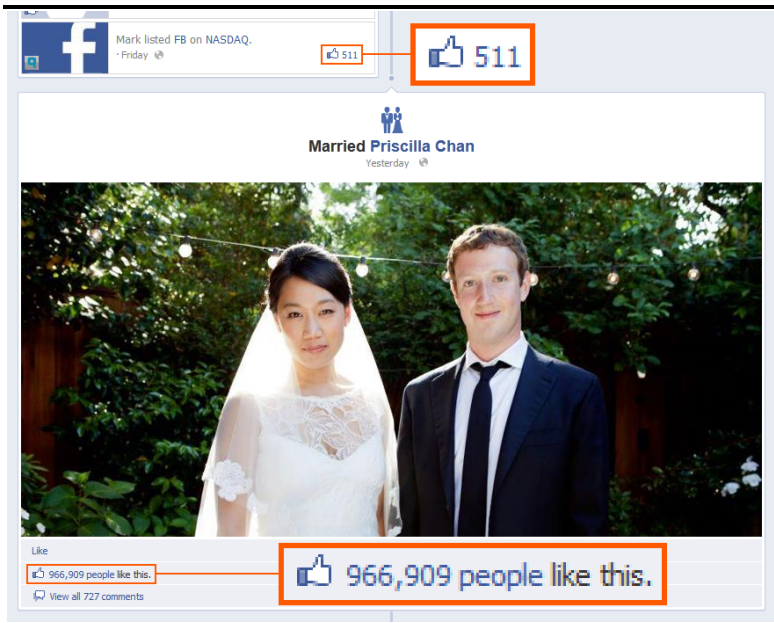 Mark listed FB on NASDAQ.
· Friday
511
511
Married Priscilla Chan
Yesterday
Like
966,909 people like this.
966,909 people like this.
View all 727 comments